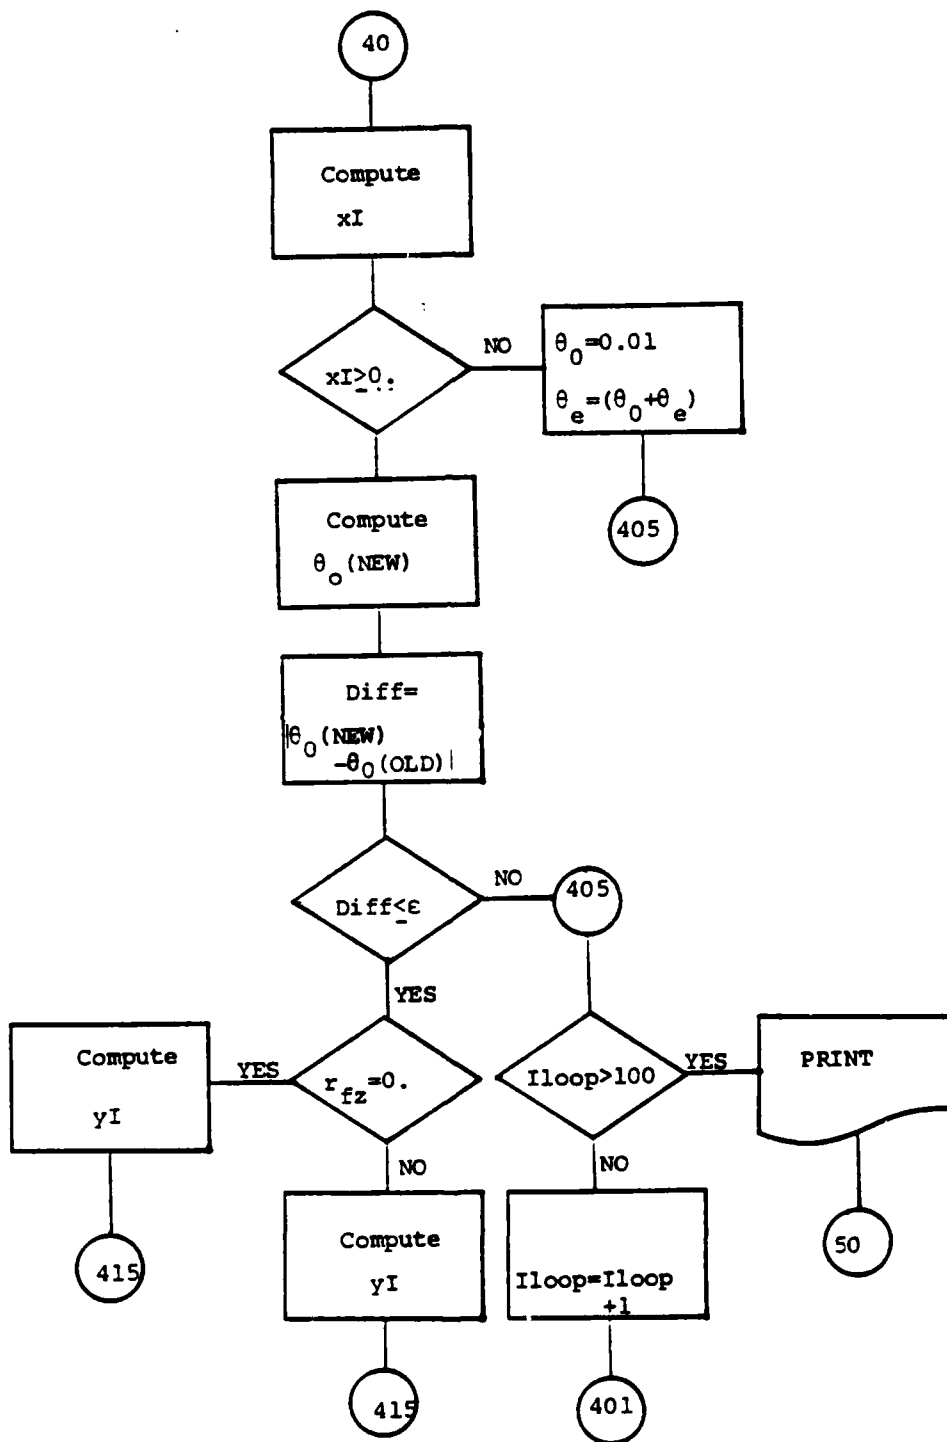 40
Compute
xI
xI≥0.
NO
θ0=0.01
θe=(θ0+θe)
405
Compute
θo(NEW)
Diff=
|θ0(NEW)
-θ0(OLD)|
Diff≤ε
NO
405
YES
Compute
yI
YES
rfz=0.
Iloop>100
YES
PRINT
NO
NO
Compute
yI
Iloop=Iloop
+1
50
415
415
401